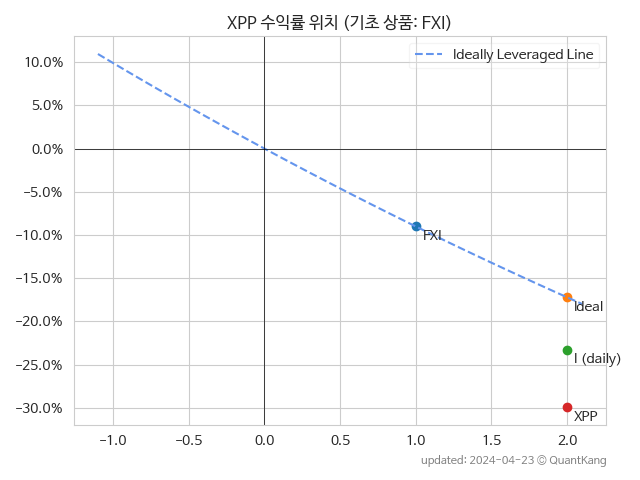 XPP 수익률 위치 (기초 상품: FXI)
Ideally Leveraged Line
10.0%
5.0%
0.0%
−5.0%
−10.0%
−15.0%
−20.0%
−25.0%
−30.0%
FXI
Ideal
I (daily)
XPP
−1.0 −0.5 0.0 0.5 1.0 1.5 2.0
updated: 2024-04-23 © QuantKang